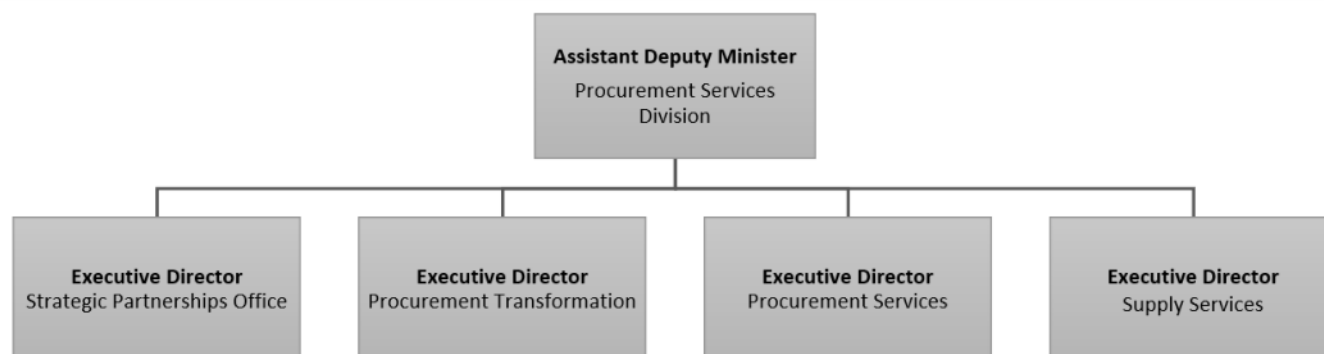 Assistant Deputy Minister
Procurement Services
Division
Executive Director
Strategic Partnerships Office
Executive Director
Procurement Transformation
Executive Director
Procurement Services
Executive Director
Supply Services